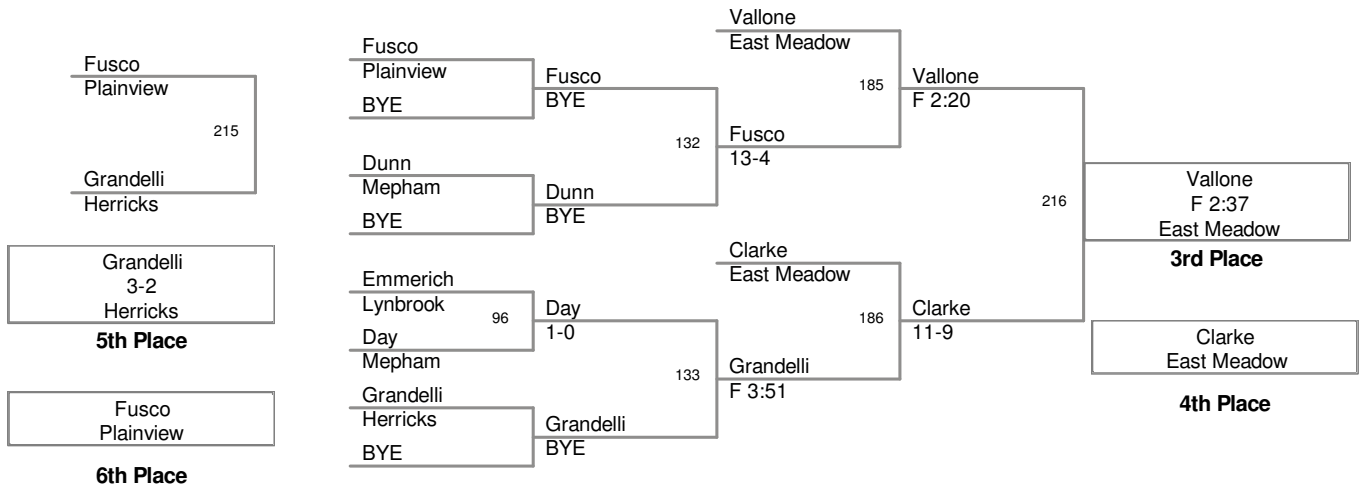 Fusco
Plainview
215
Grandelli
Herricks
Grandelli
3-2
Herricks
5th Place
Fusco
Plainview
6th Place
Fusco
Plainview
BYE
Dunn
Mepham
BYE
Emmerich
Lynbrook
96
Day
Mepham
Grandelli
Herricks
BYE
Fusco
BYE
132
Dunn
BYE
Day
1-0
133
Grandelli
BYE
Vallone
East Meadow
185
Fusco
13-4
Clarke
East Meadow
186
Grandelli
F 3:51
Vallone
F 2:20
216
Clarke
11-9
Vallone
F 2:37
East Meadow
3rd Place
Clarke
East Meadow
4th Place